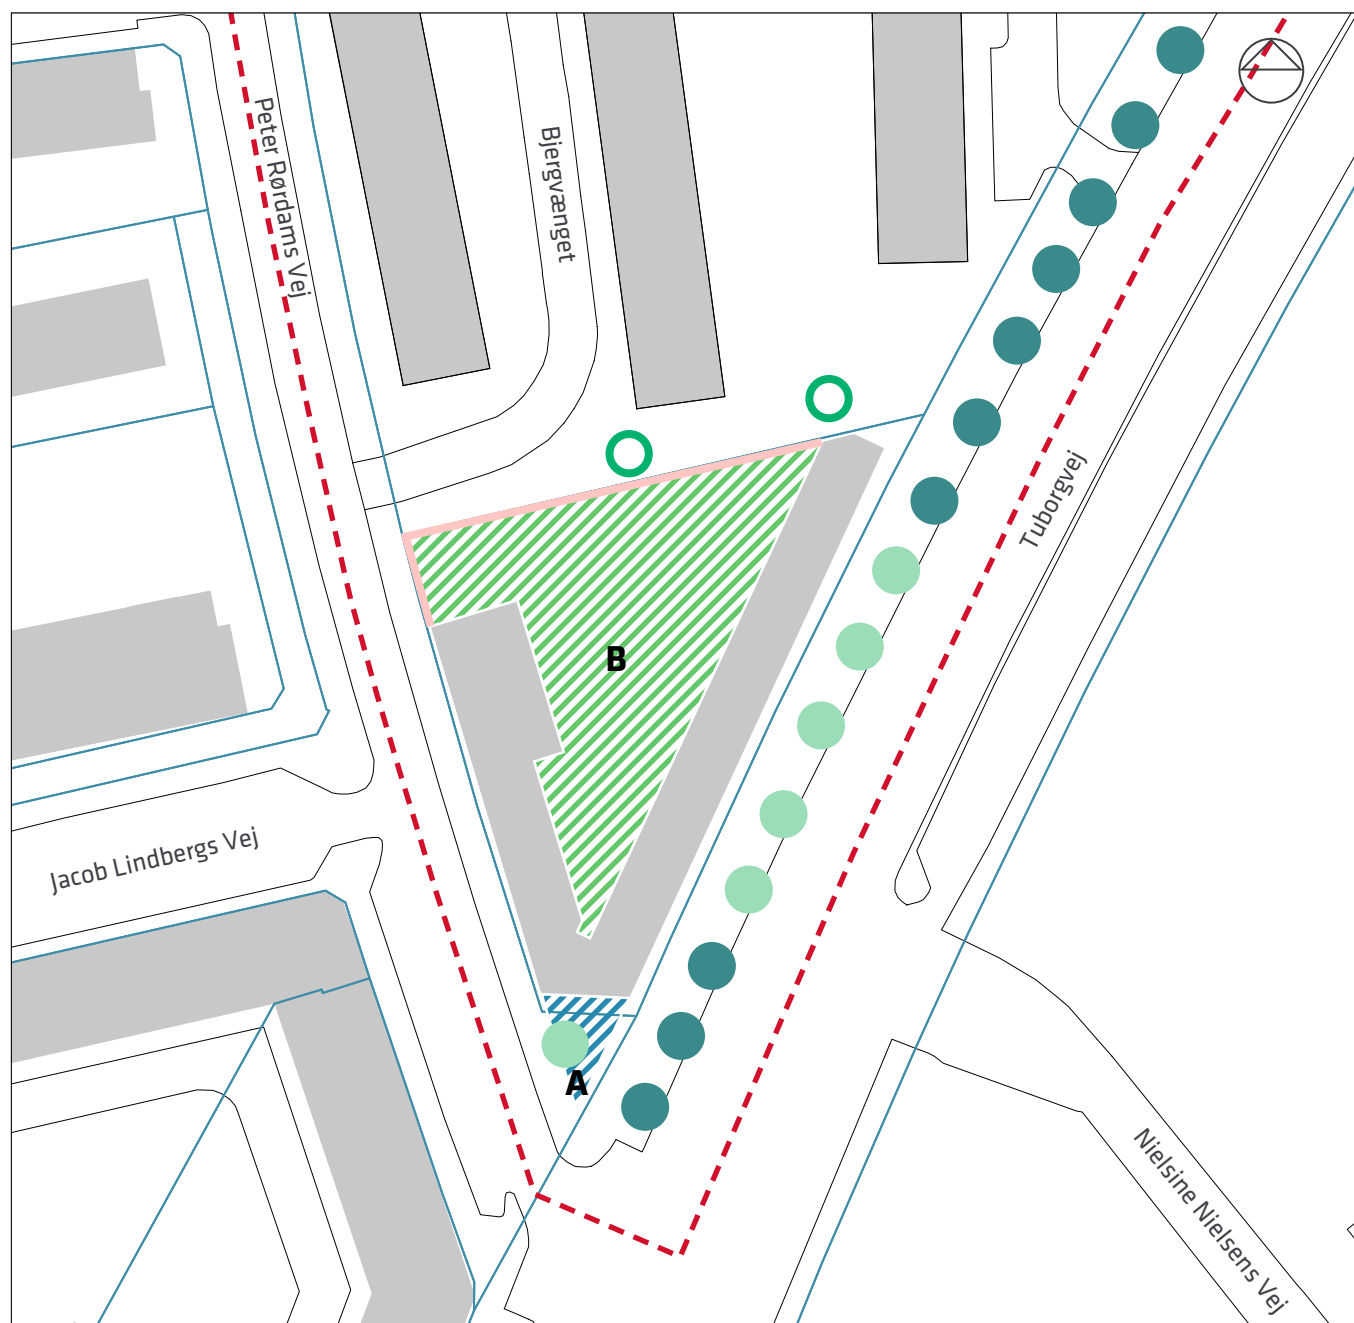 Peter Rørdams Vej
Bjergvænget
Tuborgvej
B
Jacob Lindbergs Vej
A
Nielsine Nielsens Vej